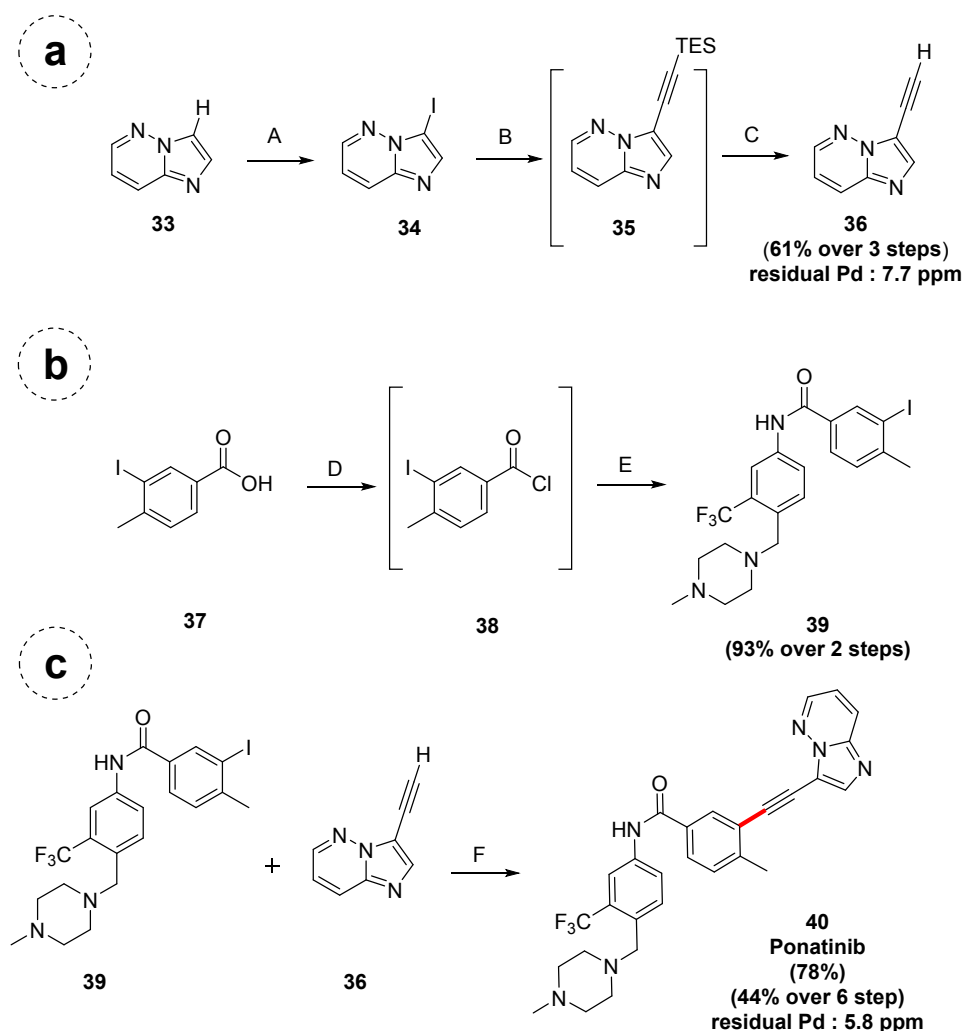 a
H
N
N
N
33
A
I
N
N
N
34
B
TES
N
N
N
35
C
H
N
N
N
36
(61% over 3 steps)
residual Pd : 7.7 ppm
b
I
O
OH
37
D
I
O
Cl
38
E
O
HN
I
F3C
N
N
39
(93% over 2 steps)
c
O
HN
I
F3C
N
N
39
+
H
N
N
N
36
F
N
N
N
O
HN
F3C
N
N
40
Ponatinib
(78%)
(44% over 6 step)
residual Pd : 5.8 ppm